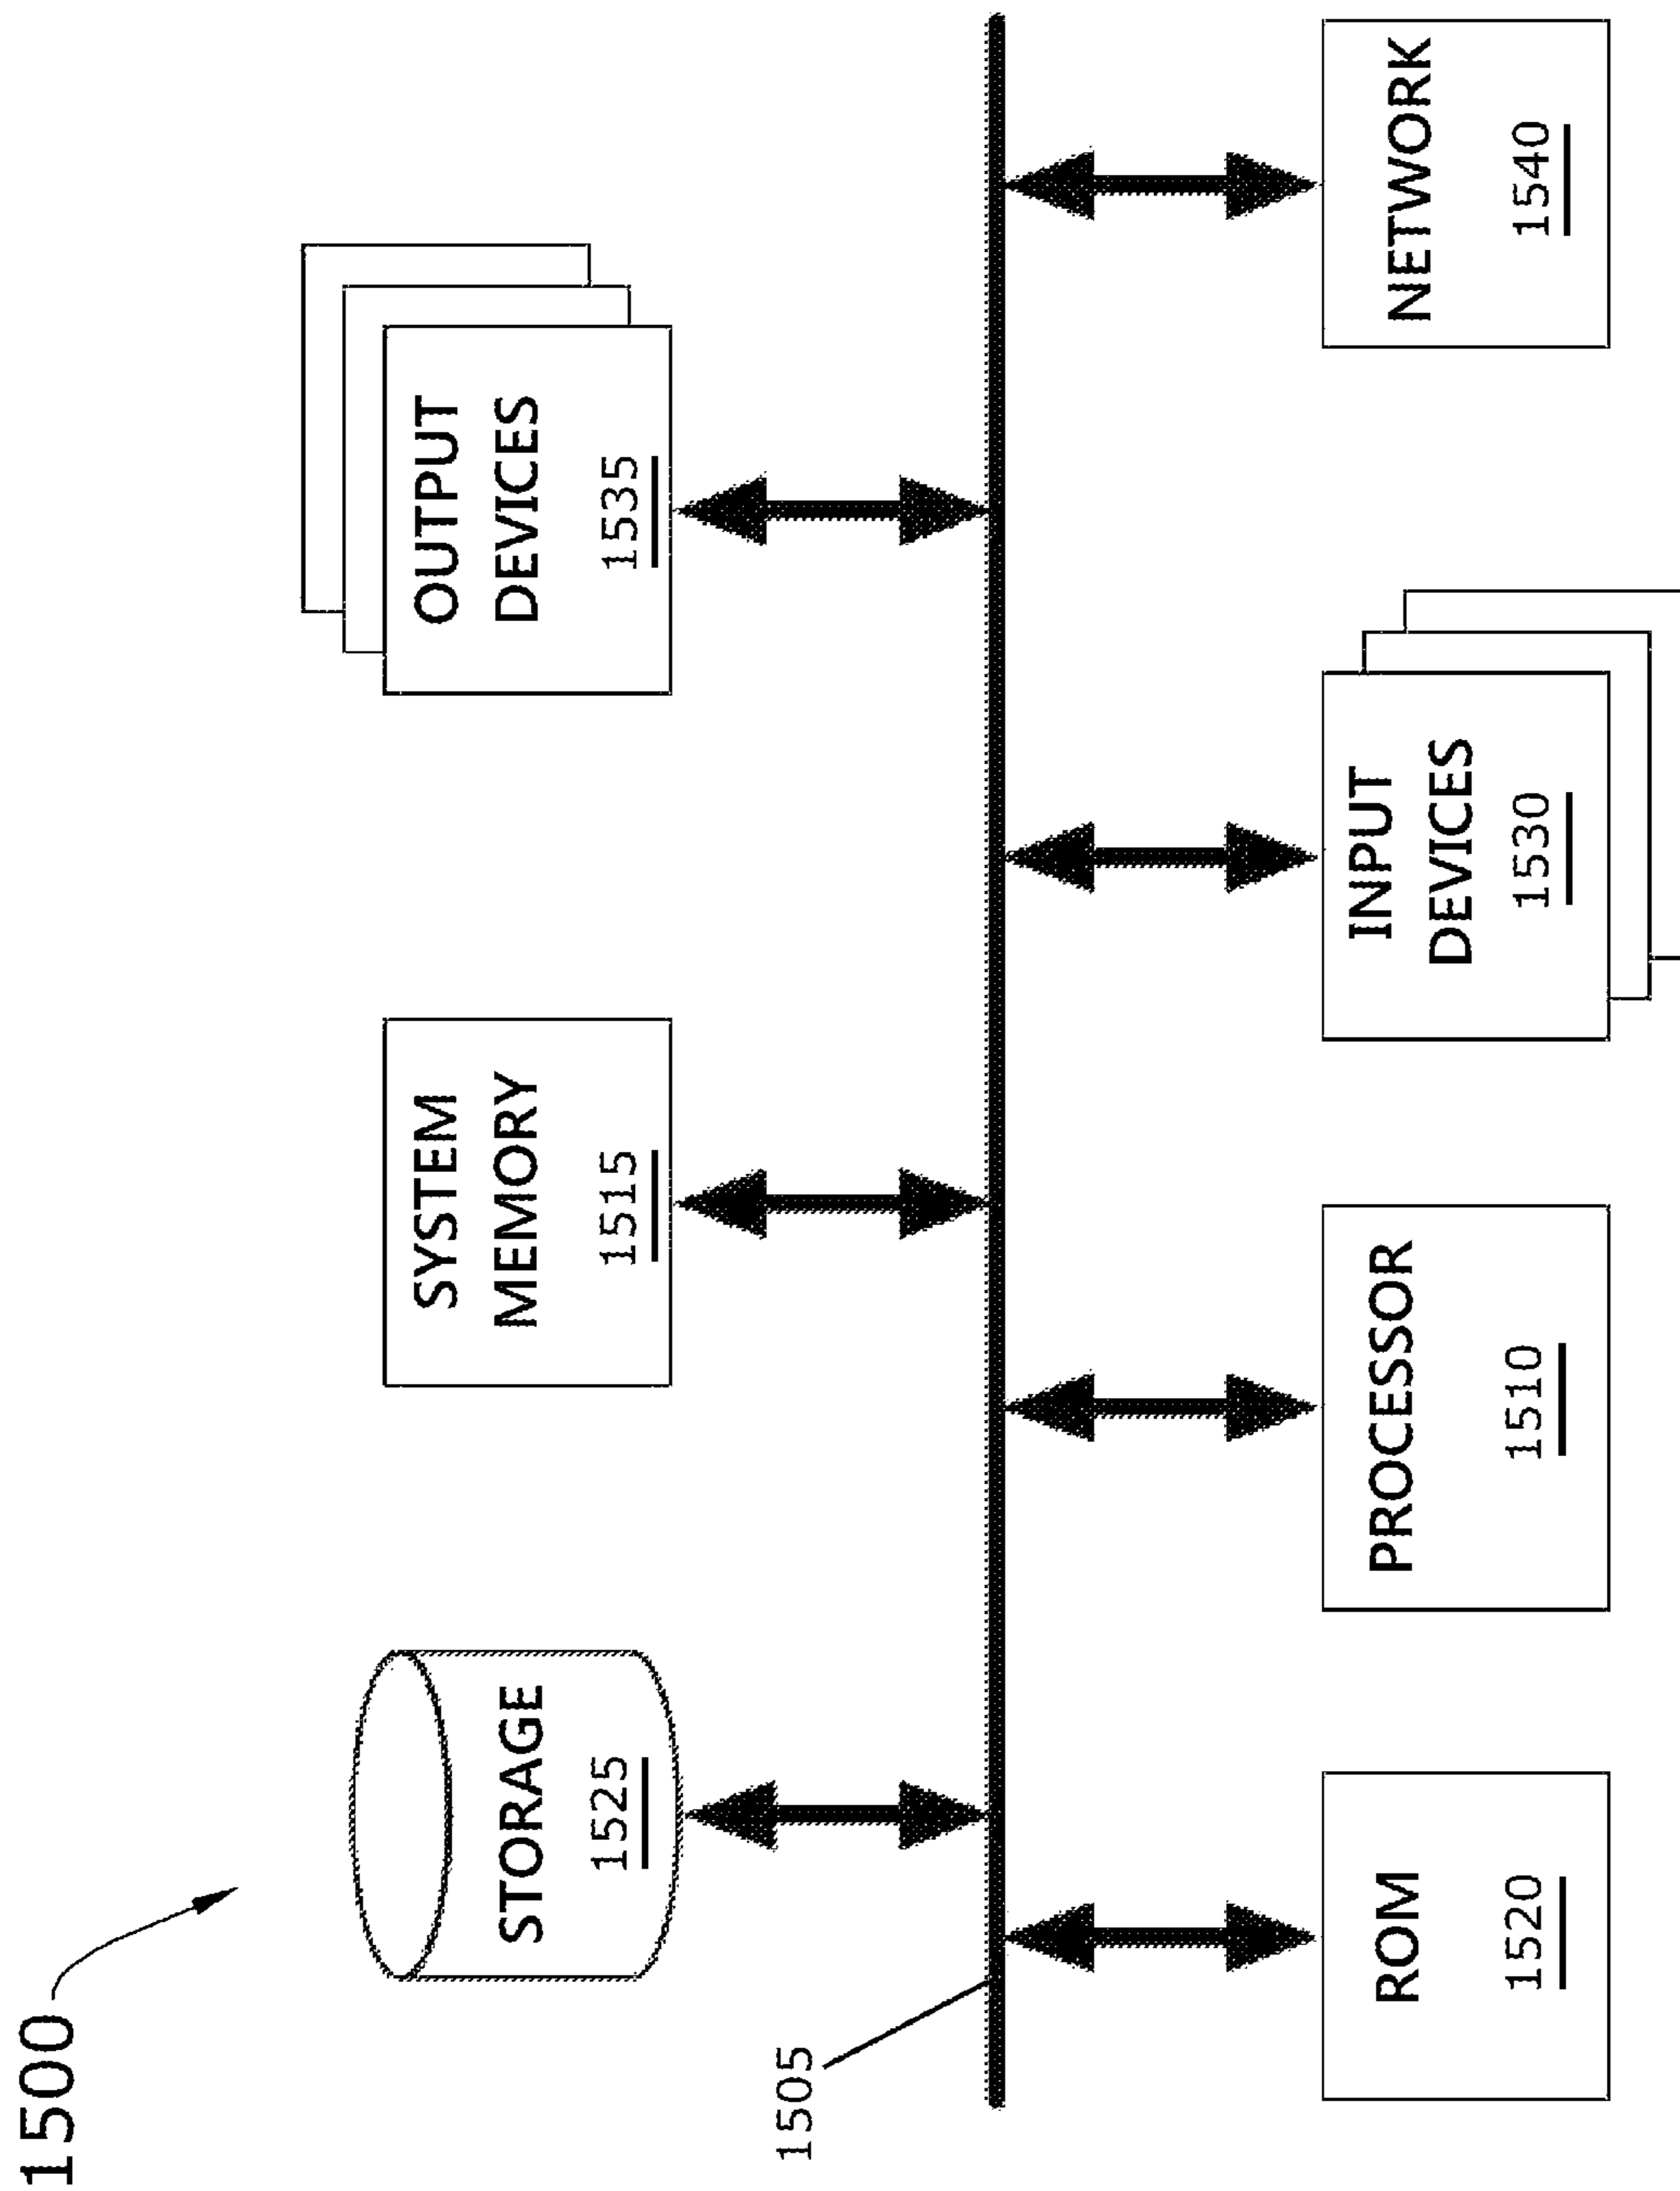 1500
STORAGE
1525
SYSTEM
MEMORY
1515
OUTPUT
DEVICES
1535
1505
ROM
1520
PROCESSOR
1510
INPUT
DEVICES
1530
NETWORK
1540